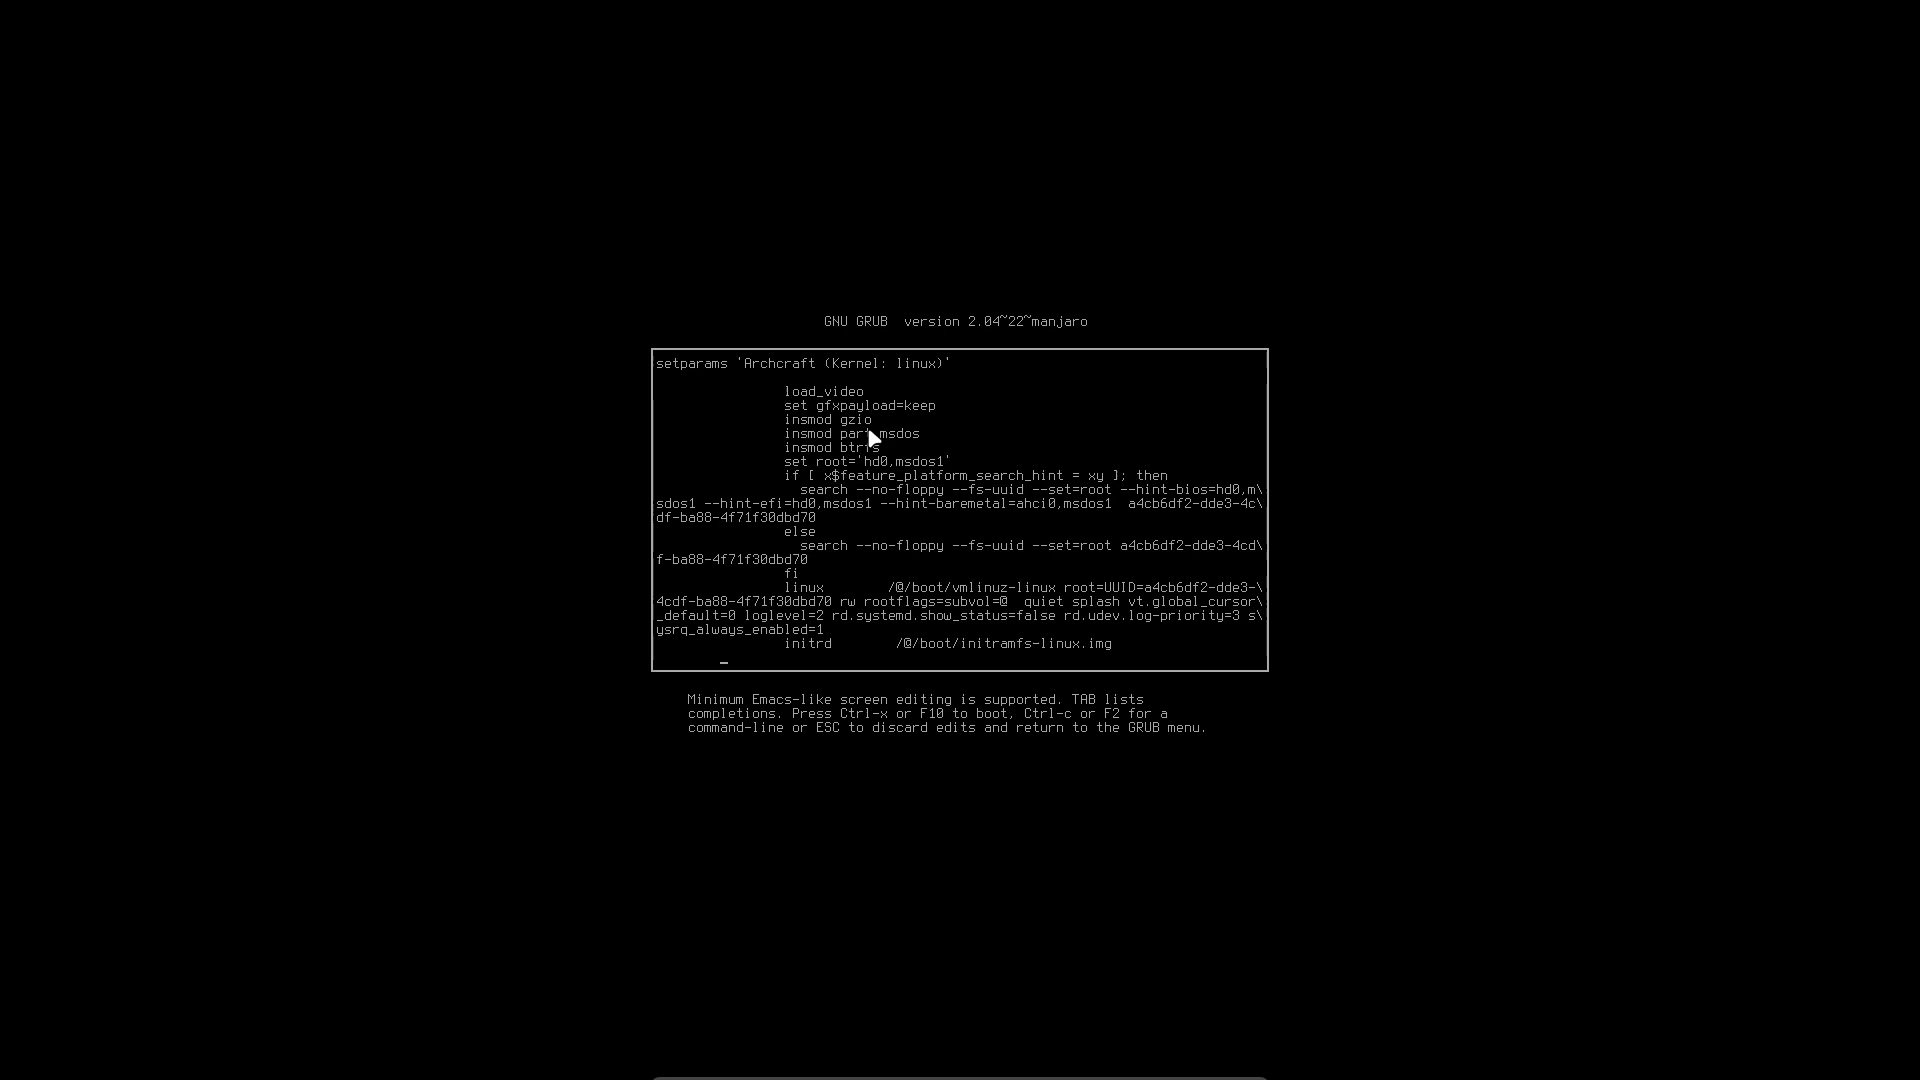 GNU GRUB  version 2.04~22~manjaro
setparams 'Archcraft (Kernel: linux)'
load_video
set gfxpayload=keep
insmod gzio
insmod part_msdos
insmod btrfs
set root='hd0,msdos1'
if [ x$feature_platform_search_hint = xy ]; then
search --no-floppy --fs-uuid --set=root --hint-bios=hd0,m\
sdos1 --hint-efi=hd0,msdos1 --hint-baremetal=ahci0,msdos1  a4cb6df2-dde3-4c\
df-ba88-4f71f30dbd70
else
search --no-floppy --fs-uuid --set=root a4cb6df2-dde3-4cd\
f-ba88-4f71f30dbd70
fi
linux       /@/boot/vmlinuz-linux root=UUID=a4cb6df2-dde3-\
4cdf-ba88-4f71f30dbd70 rw rootflags=subvol=@  quiet splash vt.global_cursor\
_default=0 loglevel=2 rd.systemd.show_status=false rd.udev.log-priority=3 s\
ysrq_always_enabled=1
initrd        /@/boot/initramfs-linux.img
Minimum Emacs-like screen editing is supported. TAB lists
completions. Press Ctrl-x or F10 to boot, Ctrl-c or F2 for a
command-line or ESC to discard edits and return to the GRUB menu.